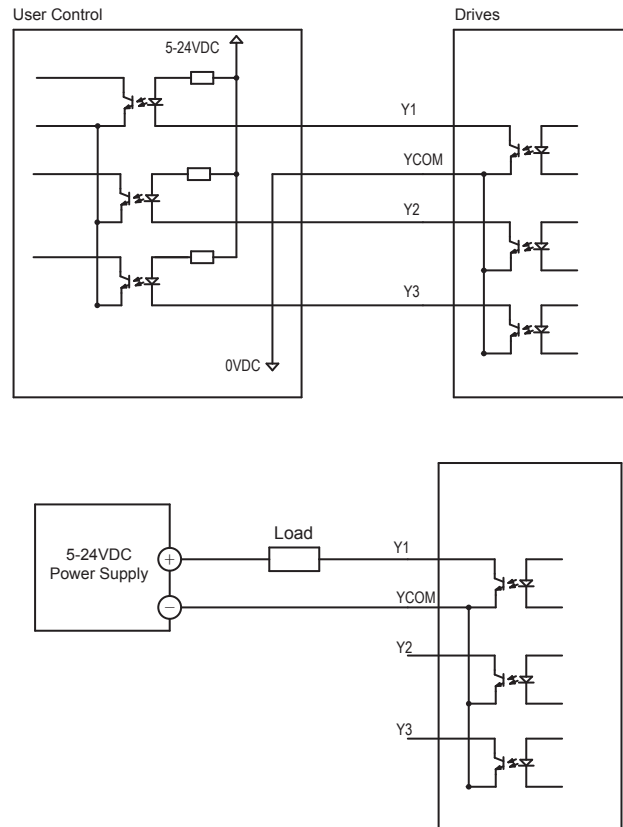 User Control
Drives
5-24VDC
Y1
YCOM
Y2
Y3
0VDC
5-24VDC
Power Supply
+
−
Load
Y1
YCOM
Y2
Y3